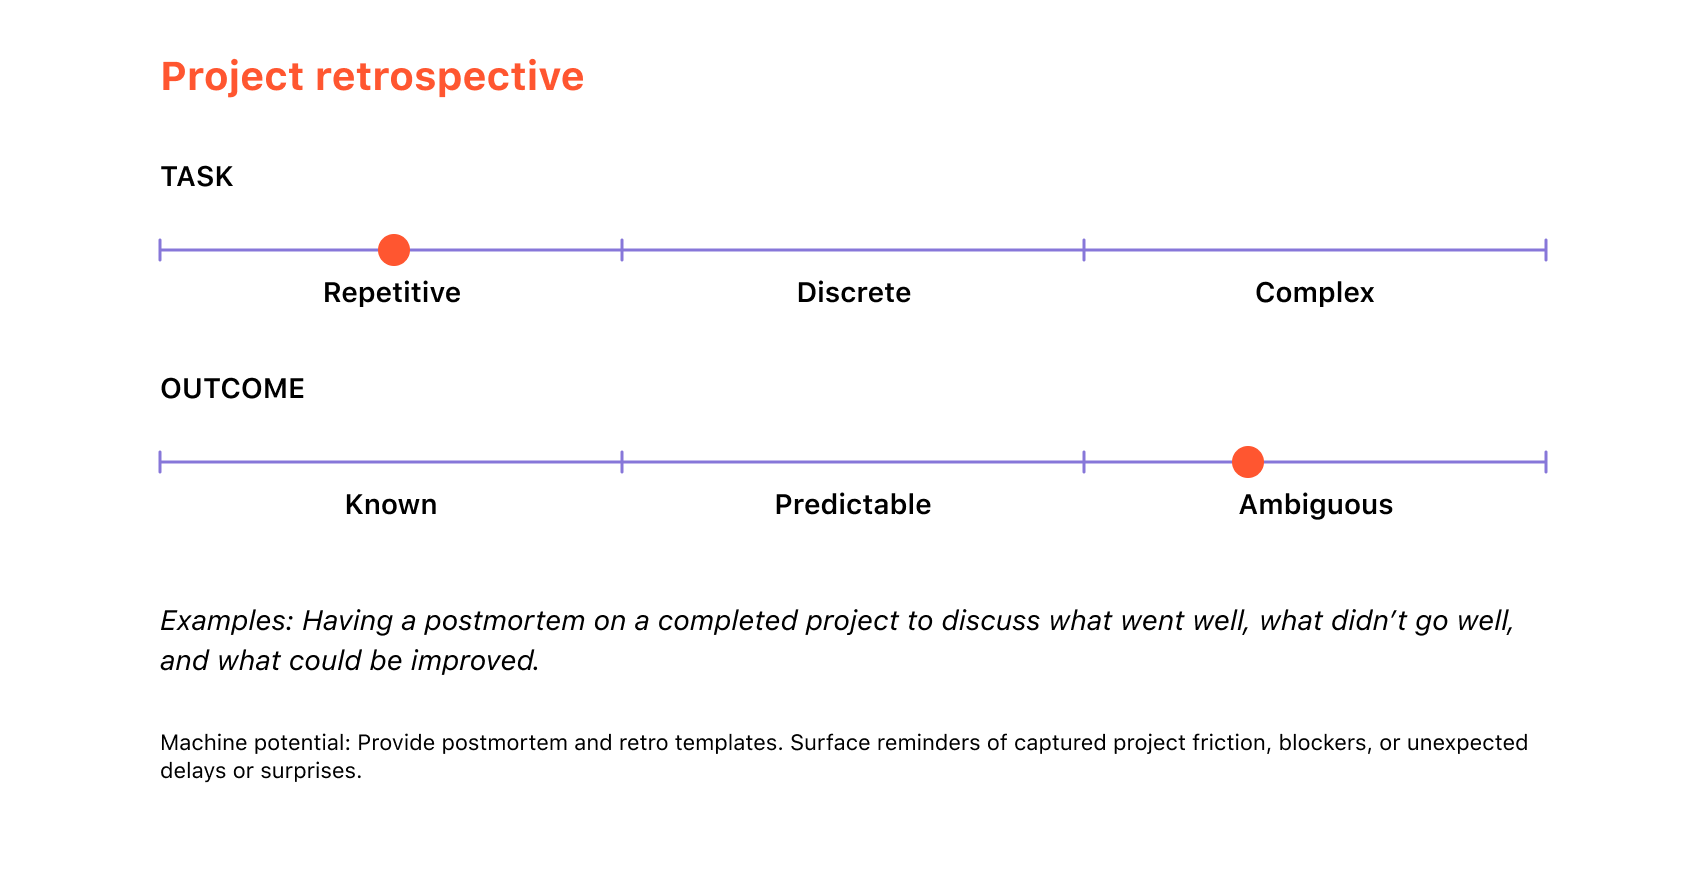 Project retrospective
TASK
Repetitive
Discrete
Complex
OUTCOME
Known
Predictable
Ambiguous
Examples: Having a postmortem on a completed project to discuss what went well, what didn’t go well,
and what could be improved.
Machine potential: Provide postmortem and retro templates. Surface reminders of captured project friction, blockers, or unexpected
delays or surprises.